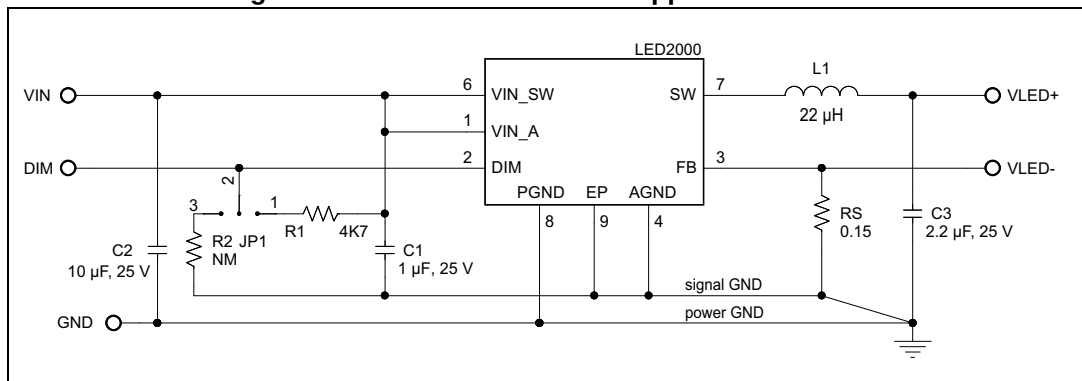 LED2000
L1
VIN
6
VIN_SW
SW
7
VLED+
22 µH
1
VIN_A
DIM
2
DIM
FB
3
VLED-
PGND
EP
AGND
2
8
9
4
3
1
R2
JP1
R1
4K7
NM
C2
10 µF, 25 V
C1
1 µF, 25 V
RS
0.15
C3
2.2 µF, 25 V
signal GND
power GND
GND